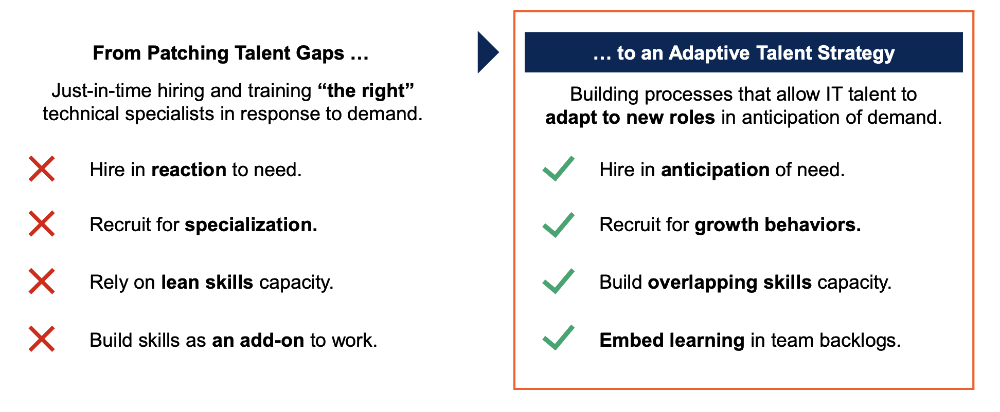 From Patching Talent Gaps …
Just-in-time hiring and training “the right”
technical specialists in response to demand.
Hire in reaction to need.
Recruit for specialization.
Rely on lean skills capacity.
Build skills as an add-on to work.
… to an Adaptive Talent Strategy
Building processes that allow IT talent to
adapt to new roles in anticipation of demand.
Hire in anticipation of need.
Recruit for growth behaviors.
Build overlapping skills capacity.
Embed learning in team backlogs.